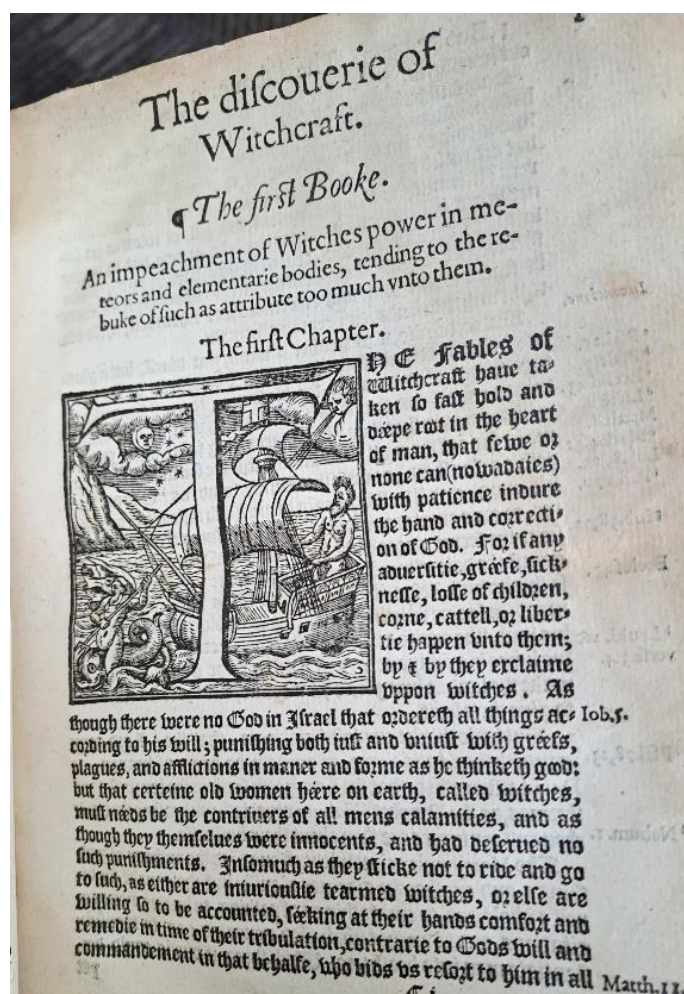 The diſcouerie of
Witchcraft.
¶ The firſt Booke.
An impeachment of Witches power in me-
teors and elementarie bodies, tending to the re-
buke of ſuch as attribute too much vnto them.
The firſt Chapter.
THE Fables of
Witchcraft haue ta-
ken ſo faſt hold and
dæpe root in the heart
of man, that fewe or
none can (nowadaies)
with patience indure
the hand and correcti-
on of God. For if any
aduerſitie, græfe, ſick-
neſſe, loſſe of children,
corne, cattell, or liber-
tie happen vnto them;
by & by they exclaime
vppon witches. As
though there were no God in Iſrael that ordereth all things ac- Iob.5.
cording to his will; puniſhing both iuſt and vniuſt with græfs,
plagues, and afflictions in maner and forme as he thinketh good:
but that certeine old women hære on earth, called witches,
muſt næds be the contriuers of all mens calamities, and as
though they themſelues were innocents, and had deſerued no
ſuch puniſhments. Inſomuch as they ſticke not to ride and go
to ſuch, as either are iniuriouſlie tearmed witches, or elſe are
willing ſo to be accounted, ſæking at their hands comfort and
remedie in time of their tribulation, contrarie to Gods will and
commandement in that behalfe, who bids vs reſort to him in all Matth.11.